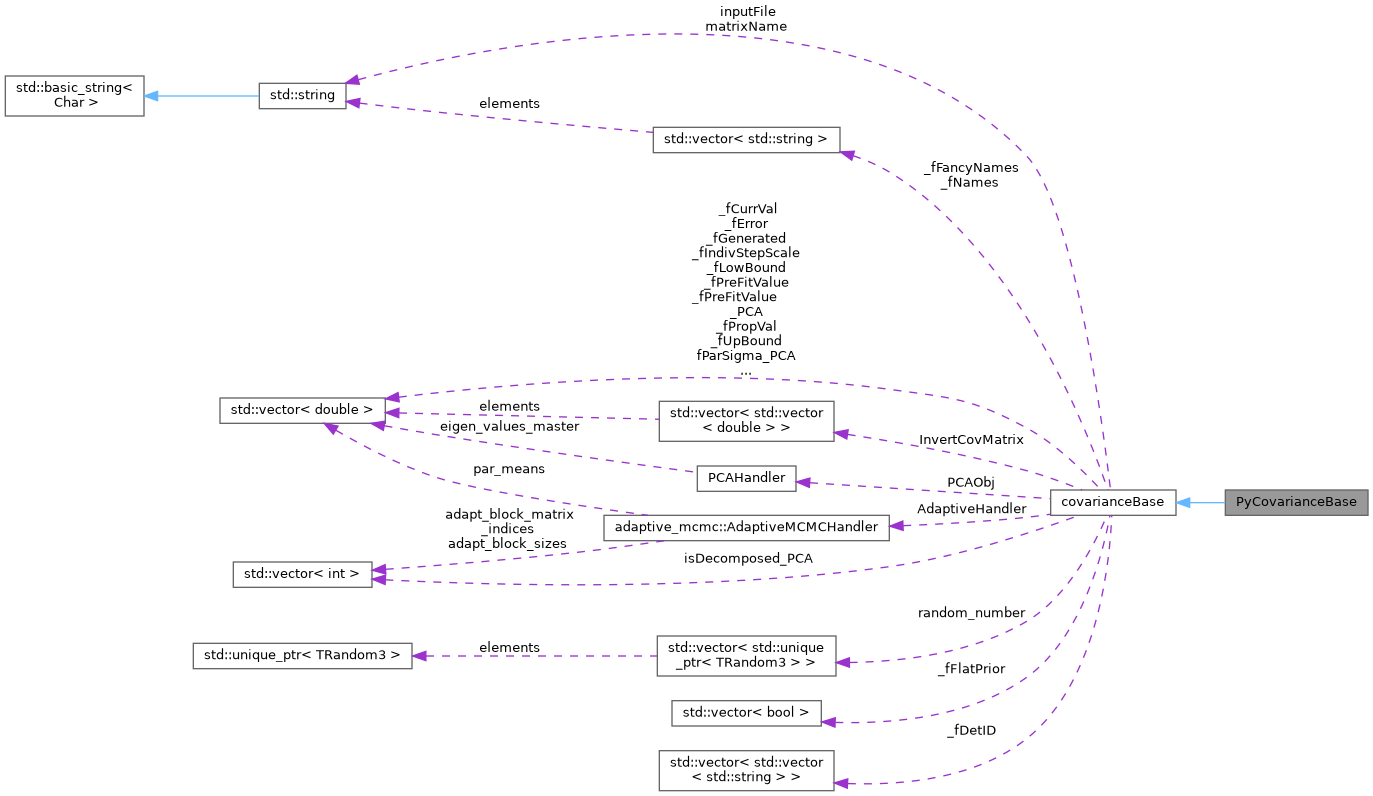 inputFile
matrixName
std::basic_string<
Char >
std::string
elements
std::vector< std::string >
_fFancyNames
_fNames
_fCurrVal
_fError
_fGenerated
_fIndivStepScale
_fLowBound
_fPreFitValue
_fPreFitValue
_PCA
_fPropVal
_fUpBound
fParSigma_PCA
...
std::vector< double >
elements
std::vector< std::vector
< double > >
eigen_values_master
InvertCovMatrix
par_means
PCAHandler
PCAObj
covarianceBase
PyCovarianceBase
adapt_block_matrix
_indices
adapt_block_sizes
adaptive_mcmc::AdaptiveMCMCHandler
AdaptiveHandler
std::vector< int >
isDecomposed_PCA
random_number
std::unique_ptr< TRandom3 >
elements
std::vector< std::unique
_ptr< TRandom3 > >
_fFlatPrior
std::vector< bool >
_fDetID
std::vector< std::vector
< std::string > >